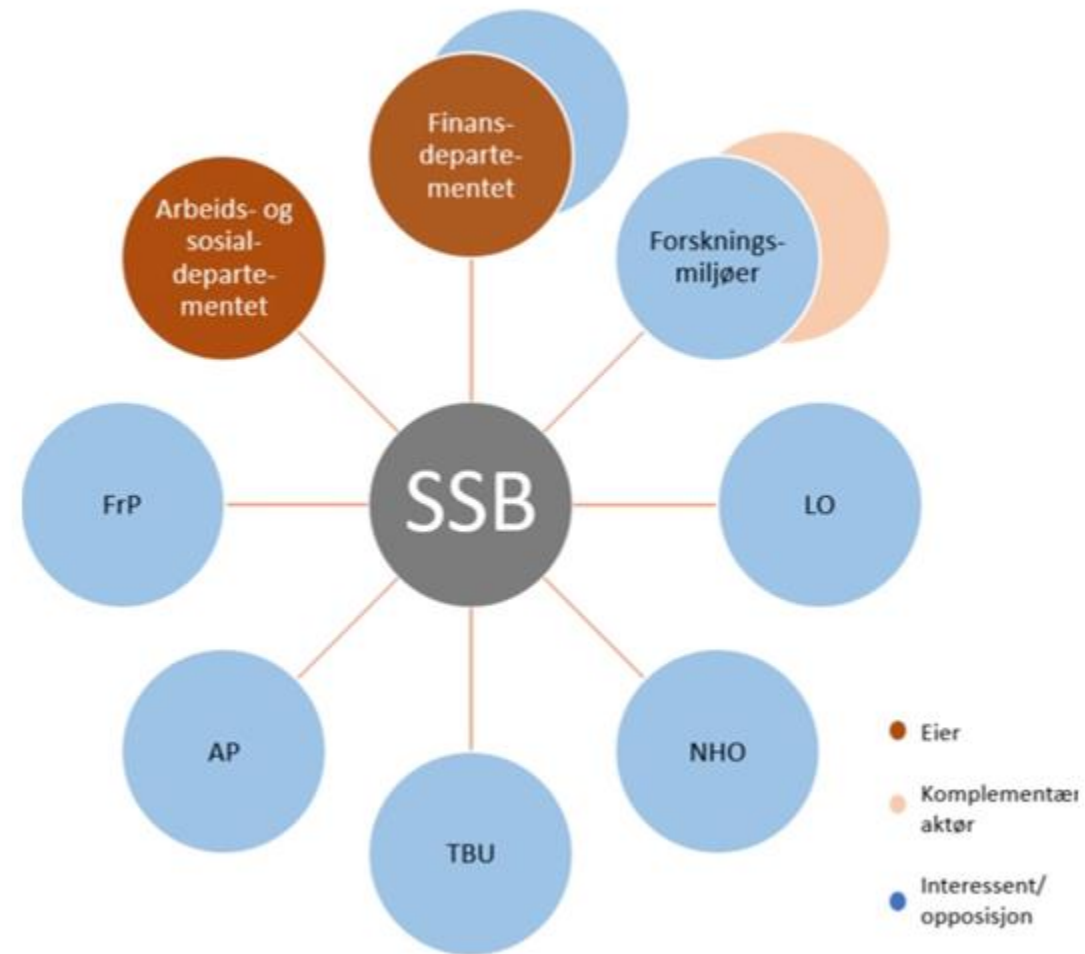 Finans-
departe-
mentet
Arbeids- og
sosial-
departe-
mentet
Forsknings-
miljøer
FrP
SSB
LO
AP
NHO
TBU
Eier
Komplementær
aktør
Interessent/
opposisjon